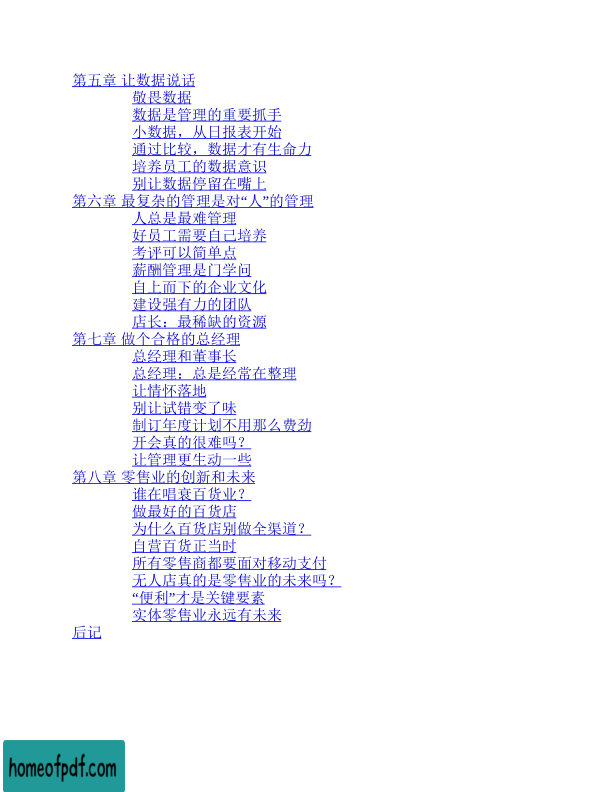 第五章 让数据说话
敬畏数据
数据是管理的重要抓手
小数据，从日报表开始
通过比较，数据才有生命力
培养员工的数据意识
别让数据停留在嘴上
第六章 最复杂的管理是对“人”的管理
人总是最难管理
好员工需要自己培养
考评可以简单点
薪酬管理是门学问
自上而下的企业文化
建设强有力的团队
店长：最稀缺的资源
第七章 做个合格的总经理
总经理和董事长
总经理：总是经常在整理
让情怀落地
别让试错变了味
制订年度计划不用那么费劲
开会真的很难吗？
让管理更生动一些
第八章 零售业的创新和未来
谁在唱衰百货业？
做最好的百货店
为什么百货店别做全渠道？
自营百货正当时
所有零售商都要面对移动支付
无人店真的是零售业的未来吗？
“便利”才是关键要素
实体零售业永远有未来
后记
homeofpdf.com